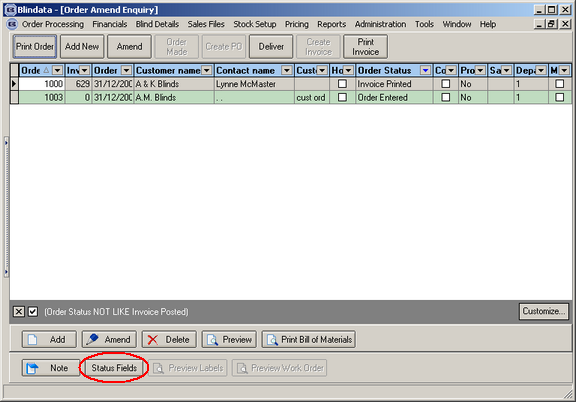 Blindata - [Order Amend Enquiry]
Order Processing Financials Blind Details Sales Files Stock Setup Pricing Reports Administration Tools Window Help
Print Order Add New Amend Order Made Create PO Deliver Create Invoice Print Invoice
Orde Inv Order Customer name Contact name Custo Ho Order Status Co Pro Sa Depa M
1000 629 31/12/200 A & K Blinds Lynne McMaster Invoice Printed No 1
1003 0 31/12/200 A.M. Blinds . . cust ord Order Entered No 1
(Order Status NOT LIKE Invoice Posted) Customize...
Add Amend Delete Preview Print Bill of Materials
Note Status Fields Preview Labels Preview Work Order